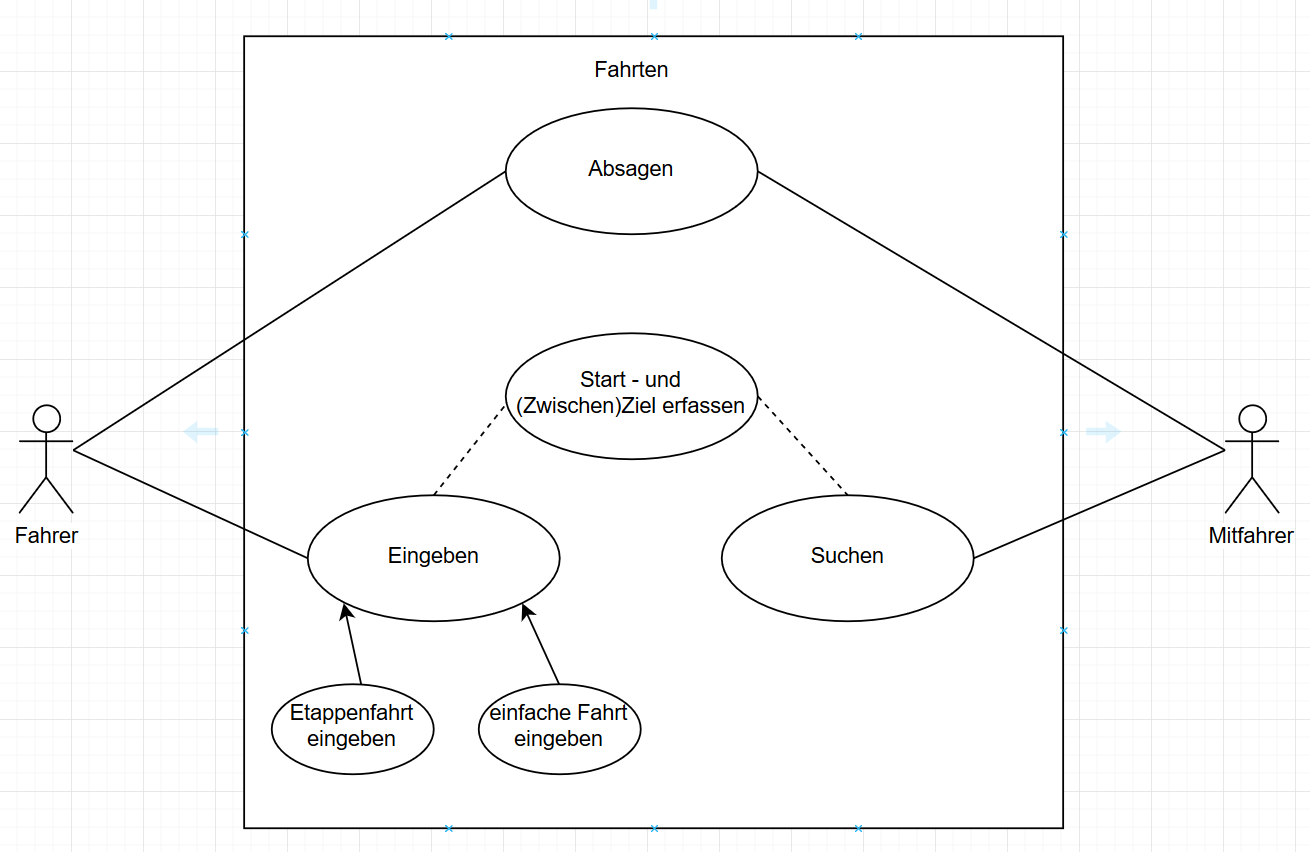 Fahrten
Absagen
Start - und
(Zwischen)Ziel erfassen
Fahrer
Mitfahrer
Eingeben
Suchen
Etappenfahrt
eingeben
einfache Fahrt
eingeben